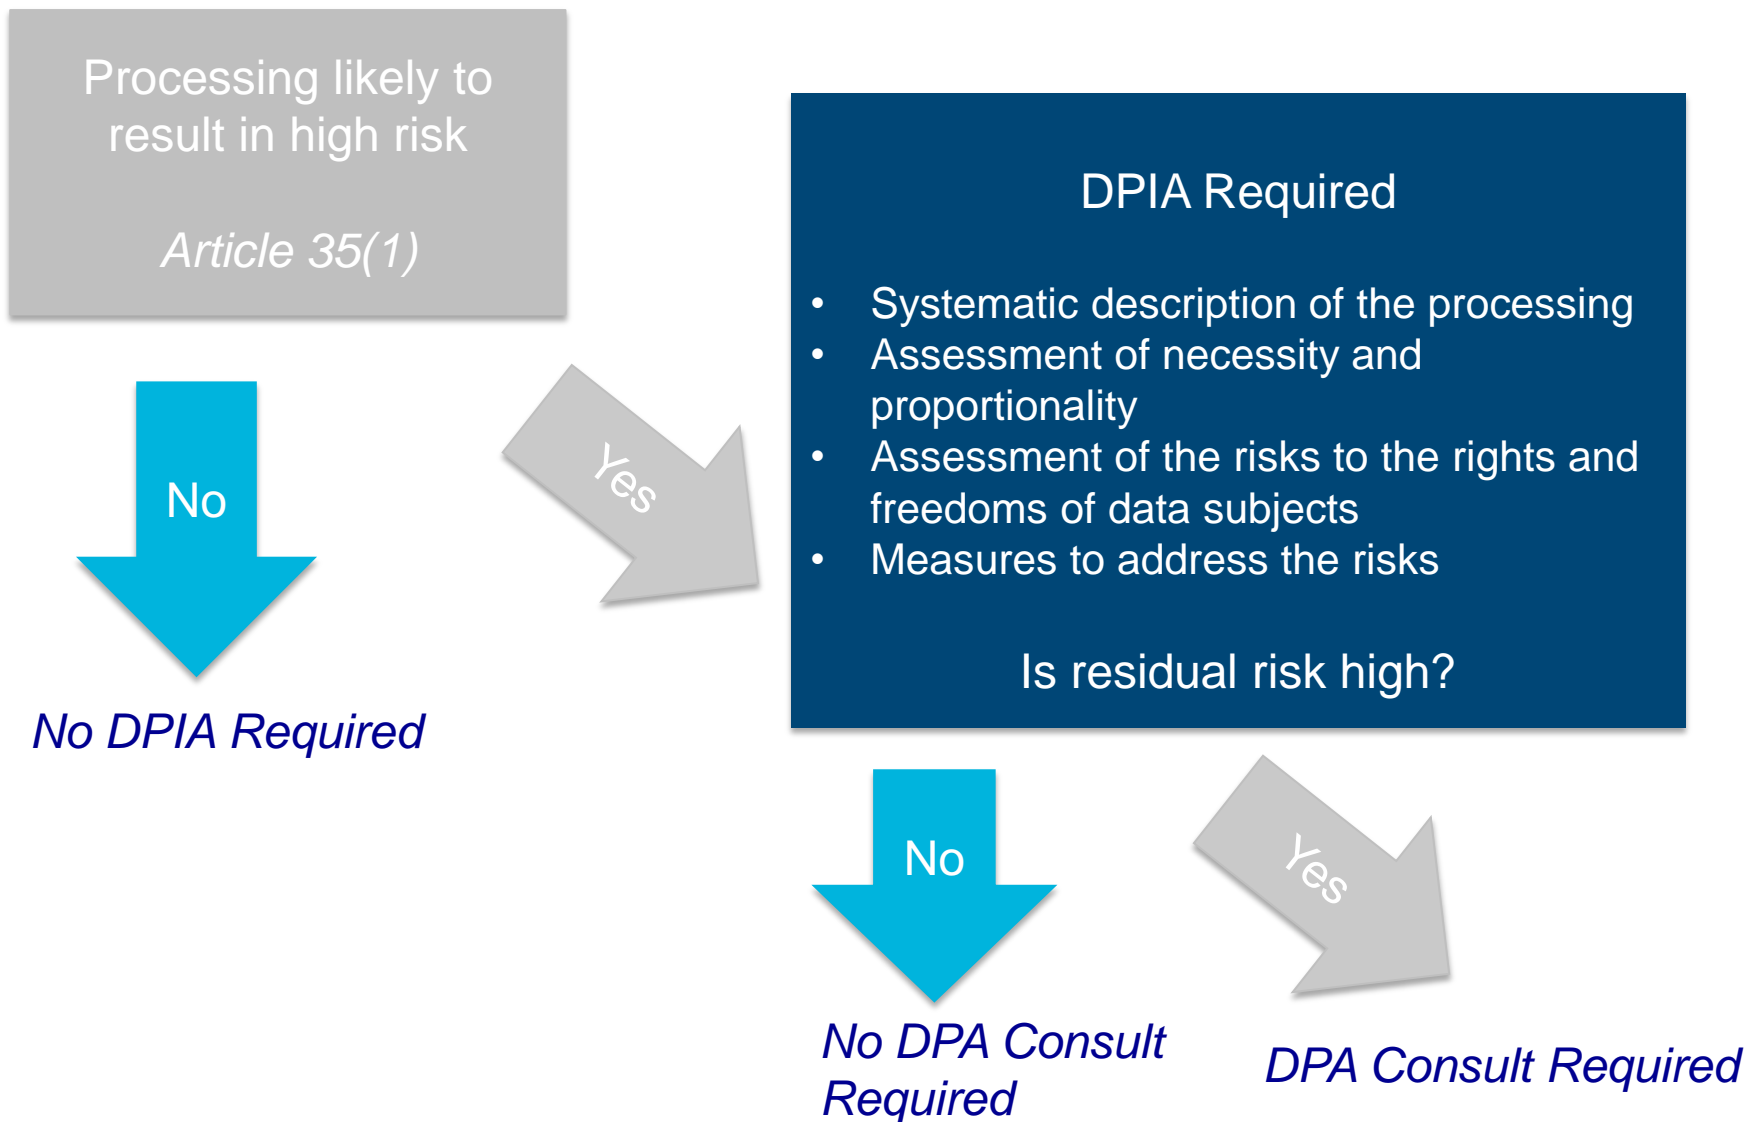 Processing likely to
result in high risk
Article 35(1)
No
Yes
No DPIA Required
DPIA Required
• Systematic description of the processing
• Assessment of necessity and
proportionality
• Assessment of the risks to the rights and
freedoms of data subjects
• Measures to address the risks
Is residual risk high?
No
Yes
No DPA Consult
Required
DPA Consult Required